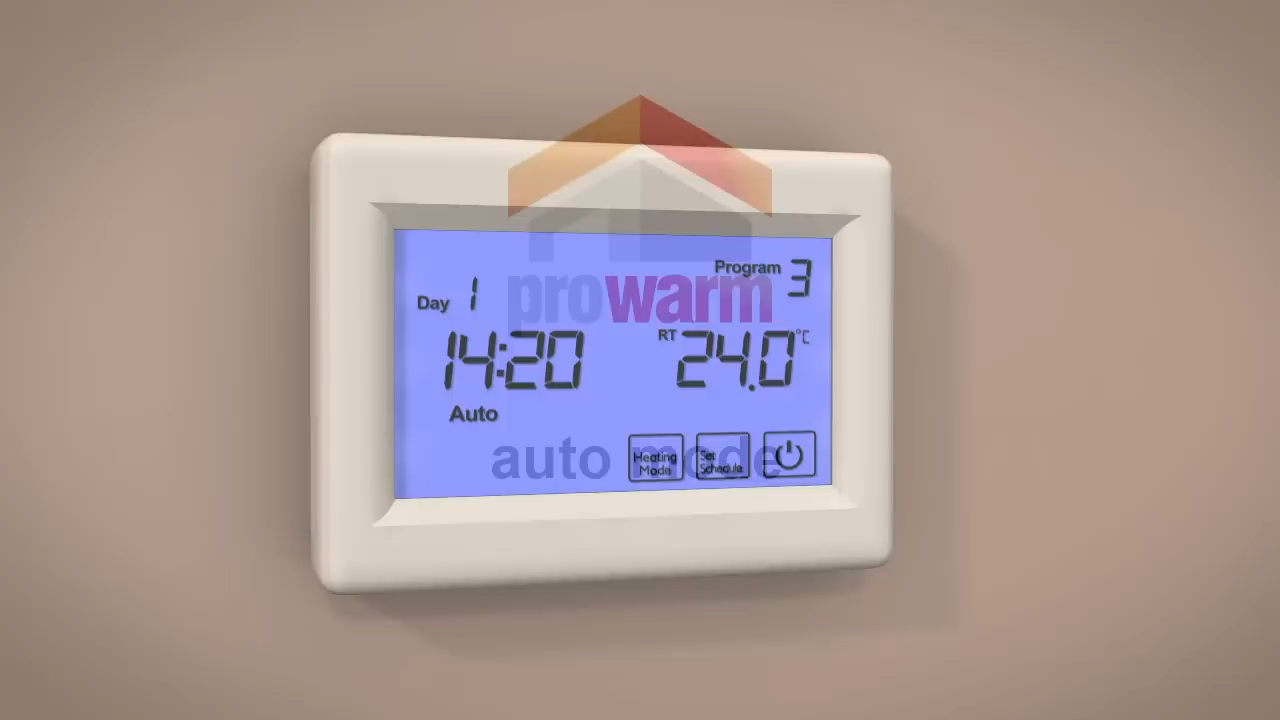 Program 3
Day 1
prowarm
14:20
RT 24.0 °C
Auto
auto mode
Heating Mode
Set Schedule